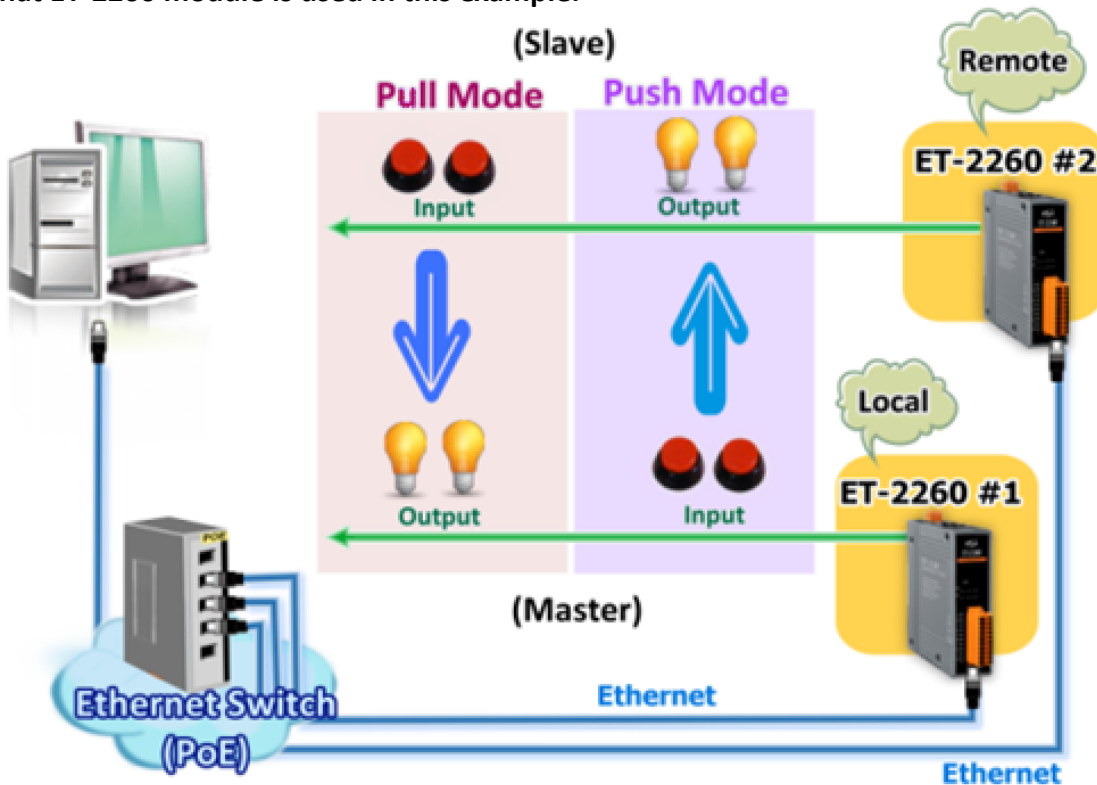 (Slave)
Remote
Pull Mode
Push Mode
ET-2260 #2
Input
Output
Local
ET-2260 #1
Output
Input
POE
(Master)
Ethernet Switch
(PoE)
Ethernet
Ethernet